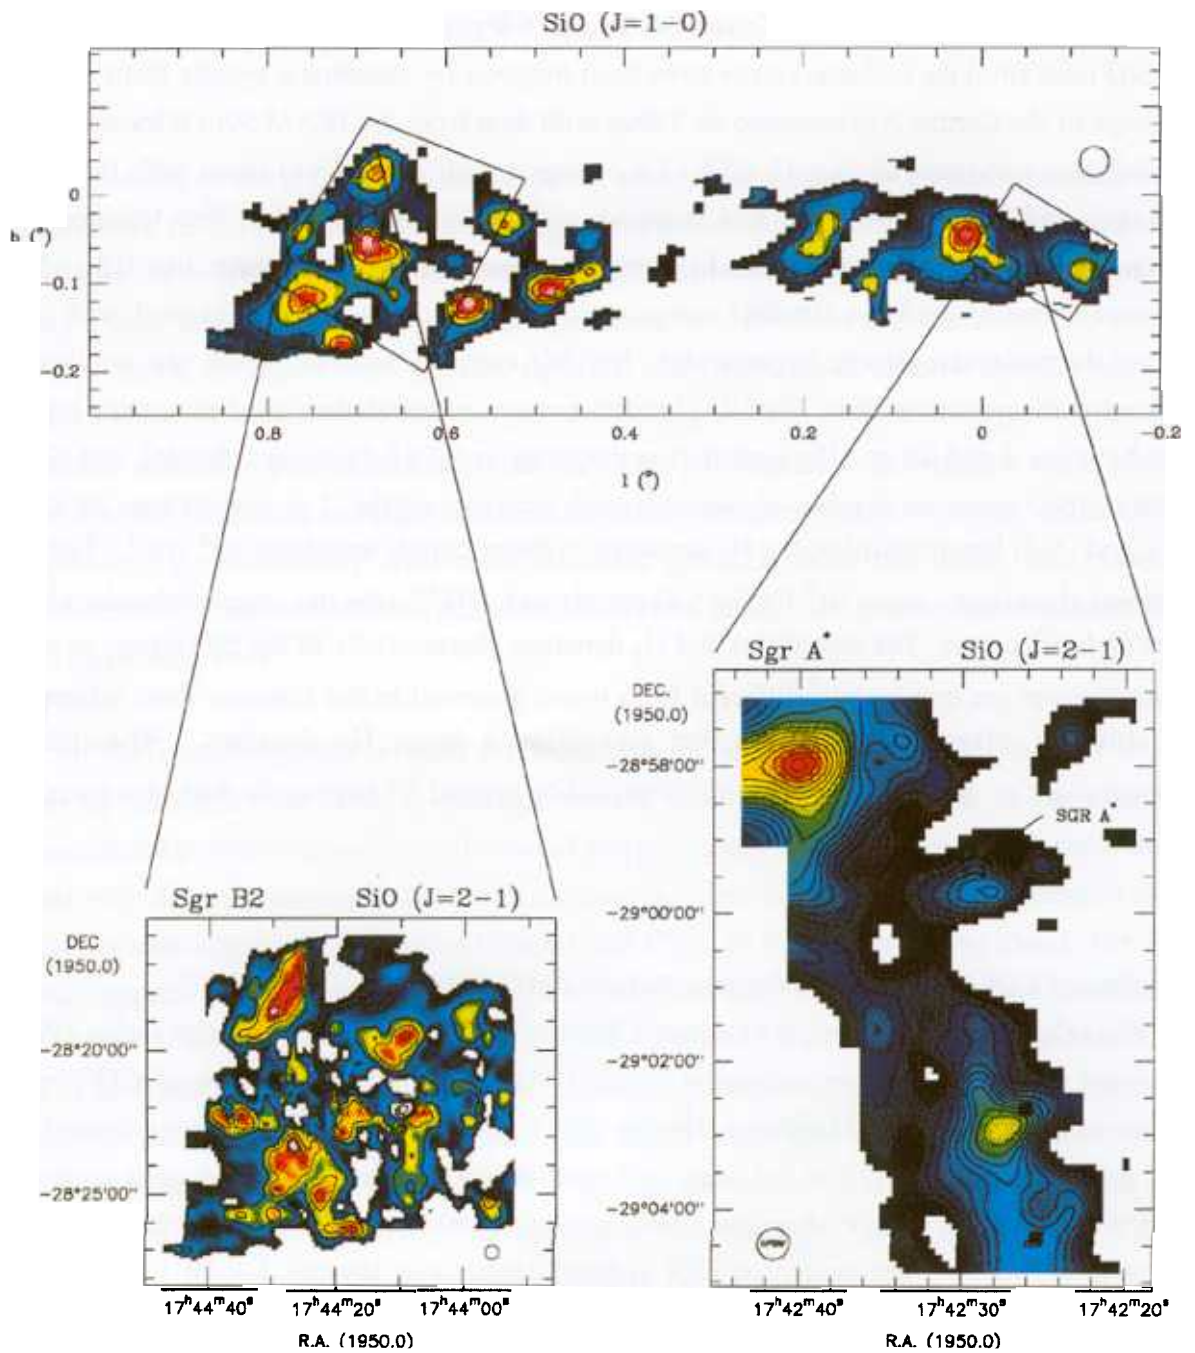 SiO (J=1−0)
0
b (°)
−0.1
−0.2
0.8 0.6 0.4 0.2 0 −0.2
l (°)
Sgr A* SiO (J=2−1)
DEC.
(1950.0)
−28°58'00''
SGR A*
−29°00'00''
−29°02'00''
−29°04'00''
17ʰ42ᵐ40ˢ 17ʰ42ᵐ30ˢ 17ʰ42ᵐ20ˢ
R.A. (1950.0)
Sgr B2 SiO (J=2−1)
DEC
(1950.0)
−28°20'00''
−28°25'00''
17ʰ44ᵐ40ˢ 17ʰ44ᵐ20ˢ 17ʰ44ᵐ00ˢ
R.A. (1950.0)